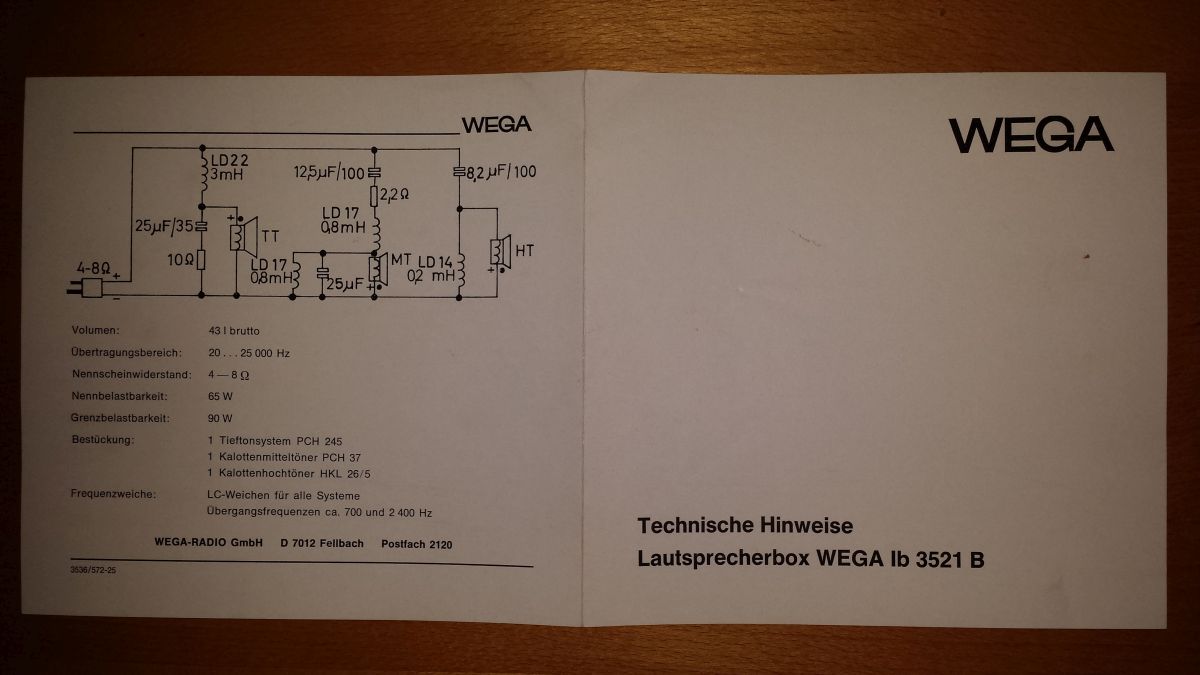 WEGA
LD22
3mH
12,5µF/100
8,2µF/100
2,2Ω
LD 17
0,8mH
25µF/35
+
TT
10Ω
4-8Ω
+
–
LD 17
0,8mH
25µF
MT
+
LD 14
0,2 mH
HT
+
Volumen: 43 l brutto
Übertragungsbereich: 20 . . . 25 000 Hz
Nennscheinwiderstand: 4 — 8 Ω
Nennbelastbarkeit: 65 W
Grenzbelastbarkeit: 90 W
Bestückung: 1 Tieftonsystem PCH 245
1 Kalottenmitteltöner PCH 37
1 Kalottenhochtöner HKL 26/5
Frequenzweiche: LC-Weichen für alle Systeme
Übergangsfrequenzen ca. 700 und 2 400 Hz
WEGA-RADIO GmbH D 7012 Fellbach Postfach 2120
3536/572-25
WEGA
Technische Hinweise
Lautsprecherbox WEGA lb 3521 B